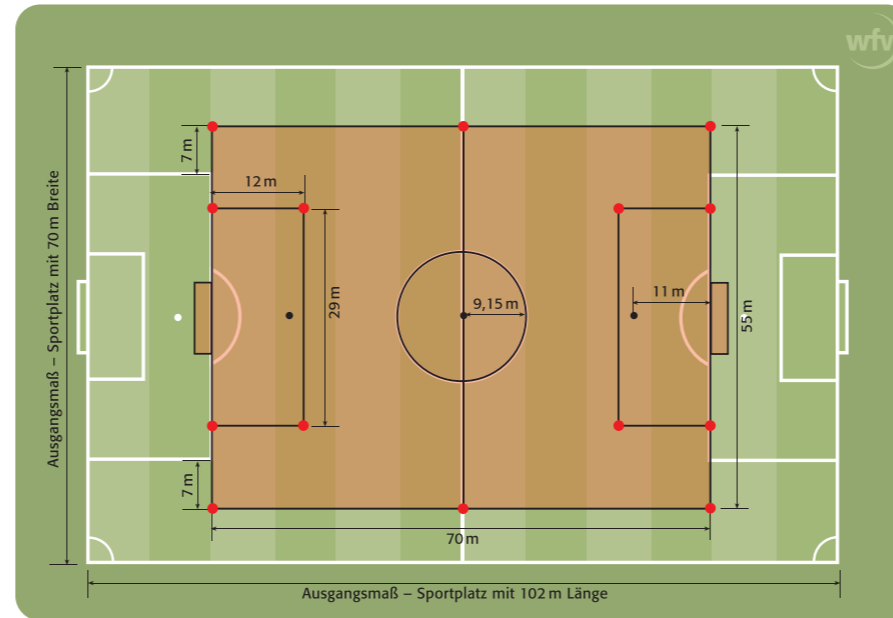 wfv
7 m
12 m
Ausgangsmaß – Sportplatz mit 70 m Breite
29 m
9,15 m
11 m
55 m
7 m
70 m
Ausgangsmaß – Sportplatz mit 102 m Länge